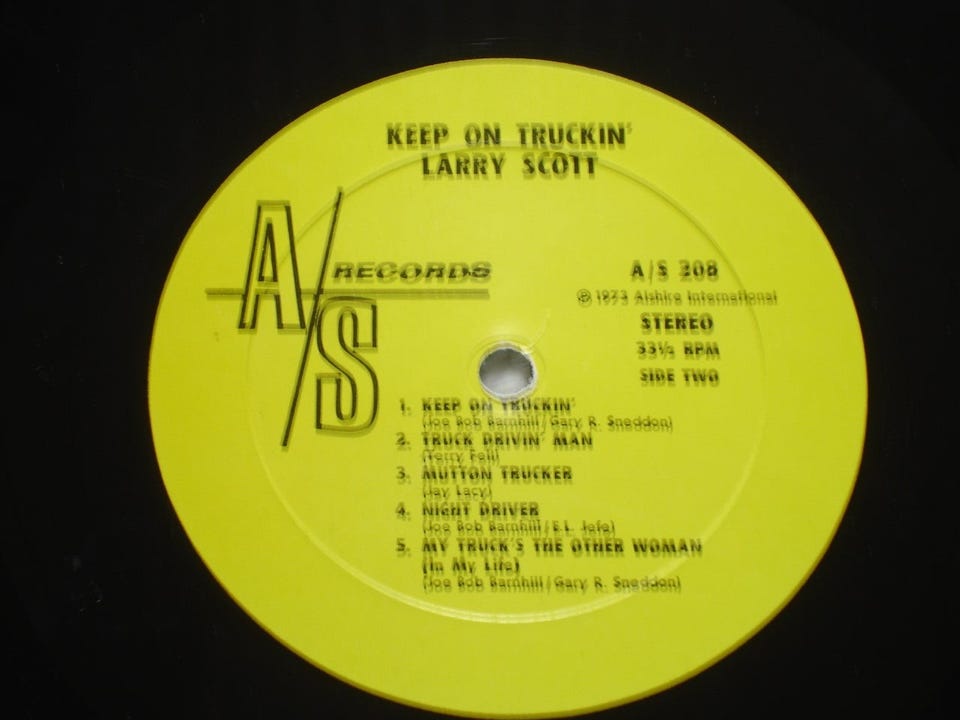 KEEP ON TRUCKIN'
LARRY SCOTT
A/S RECORDS
A/S 208
℗ 1973 Alshire International
STEREO
33⅓ RPM
SIDE TWO
1. KEEP ON TRUCKIN'
(Joe Bob Barnhill/Gary R. Sneddon)
2. TRUCK DRIVIN' MAN
(Terry Fell)
3. MUTTON TRUCKER
(Jay Lacy)
4. NIGHT DRIVER
(Joe Bob Barnhill/E.L. Jefe)
5. MY TRUCK'S THE OTHER WOMAN
(In My Life)
(Joe Bob Barnhill/Gary R. Sneddon)